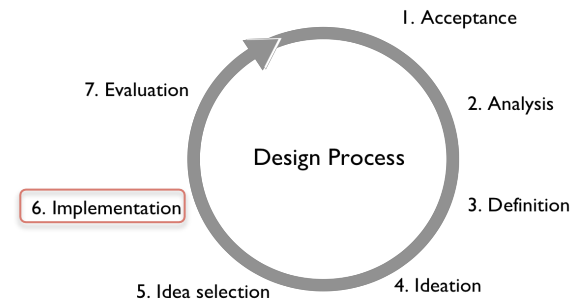 1. Acceptance
2. Analysis
3. Definition
4. Ideation
5. Idea selection
6. Implementation
7. Evaluation
Design Process